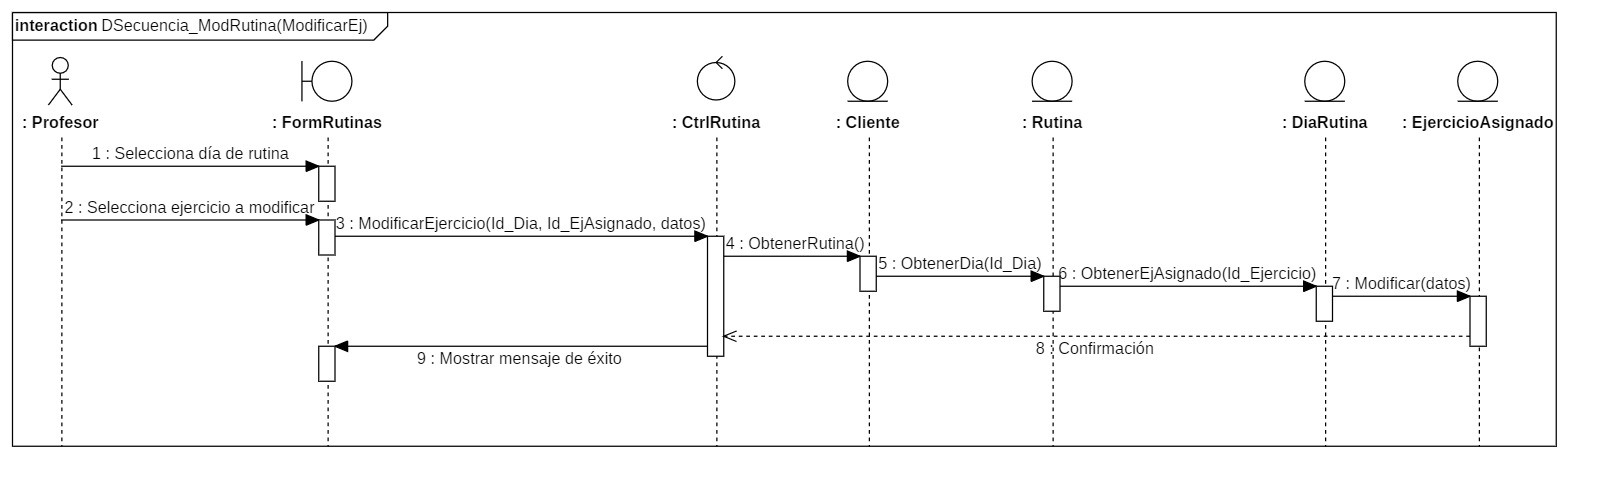 interaction DSecuencia_ModRutina(ModificarEj)
: Profesor
: FormRutinas
: CtrlRutina
: Cliente
: Rutina
: DiaRutina
: EjercicioAsignado
1 : Selecciona día de rutina
2 : Selecciona ejercicio a modificar
3 : ModificarEjercicio(Id_Dia, Id_EjAsignado, datos)
4 : ObtenerRutina()
5 : ObtenerDia(Id_Dia)
6 : ObtenerEjAsignado(Id_Ejercicio)
7 : Modificar(datos)
8 : Confirmación
9 : Mostrar mensaje de éxito